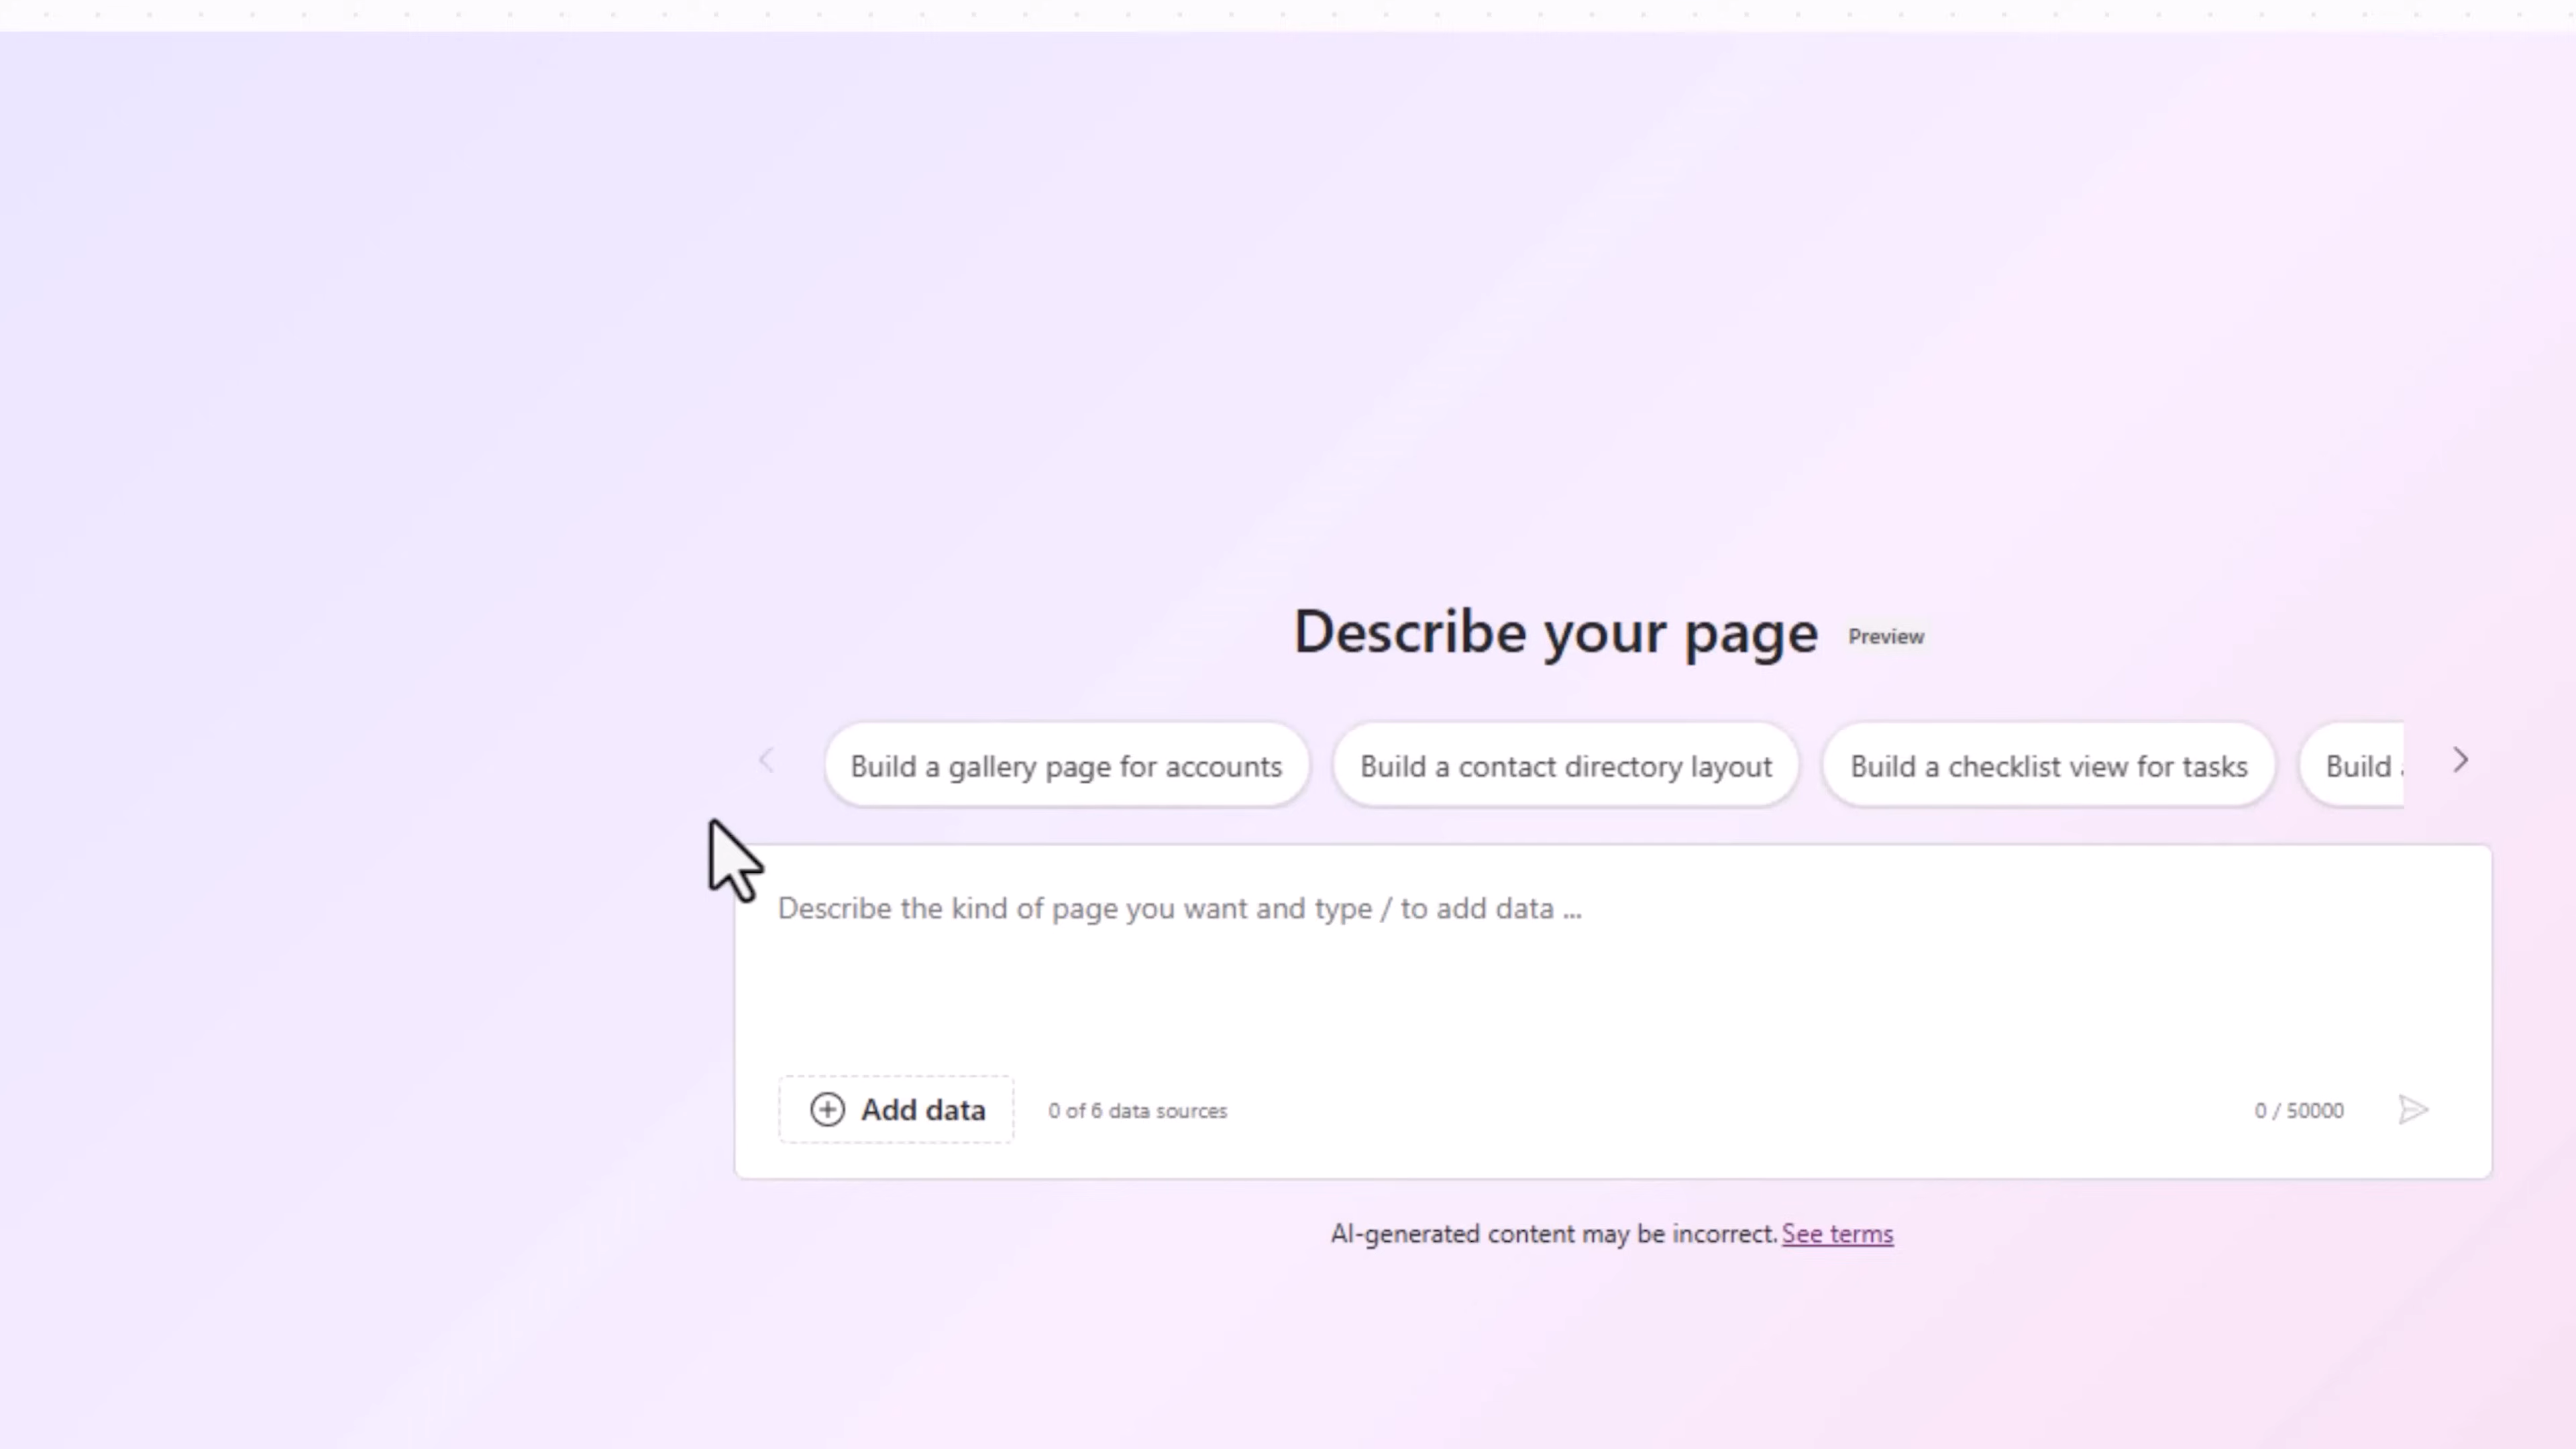 Describe your page Preview
Build a gallery page for accounts
Build a contact directory layout
Build a checklist view for tasks
Build
Describe the kind of page you want and type / to add data ...
Add data
0 of 6 data sources
0 / 50000
AI-generated content may be incorrect. See terms